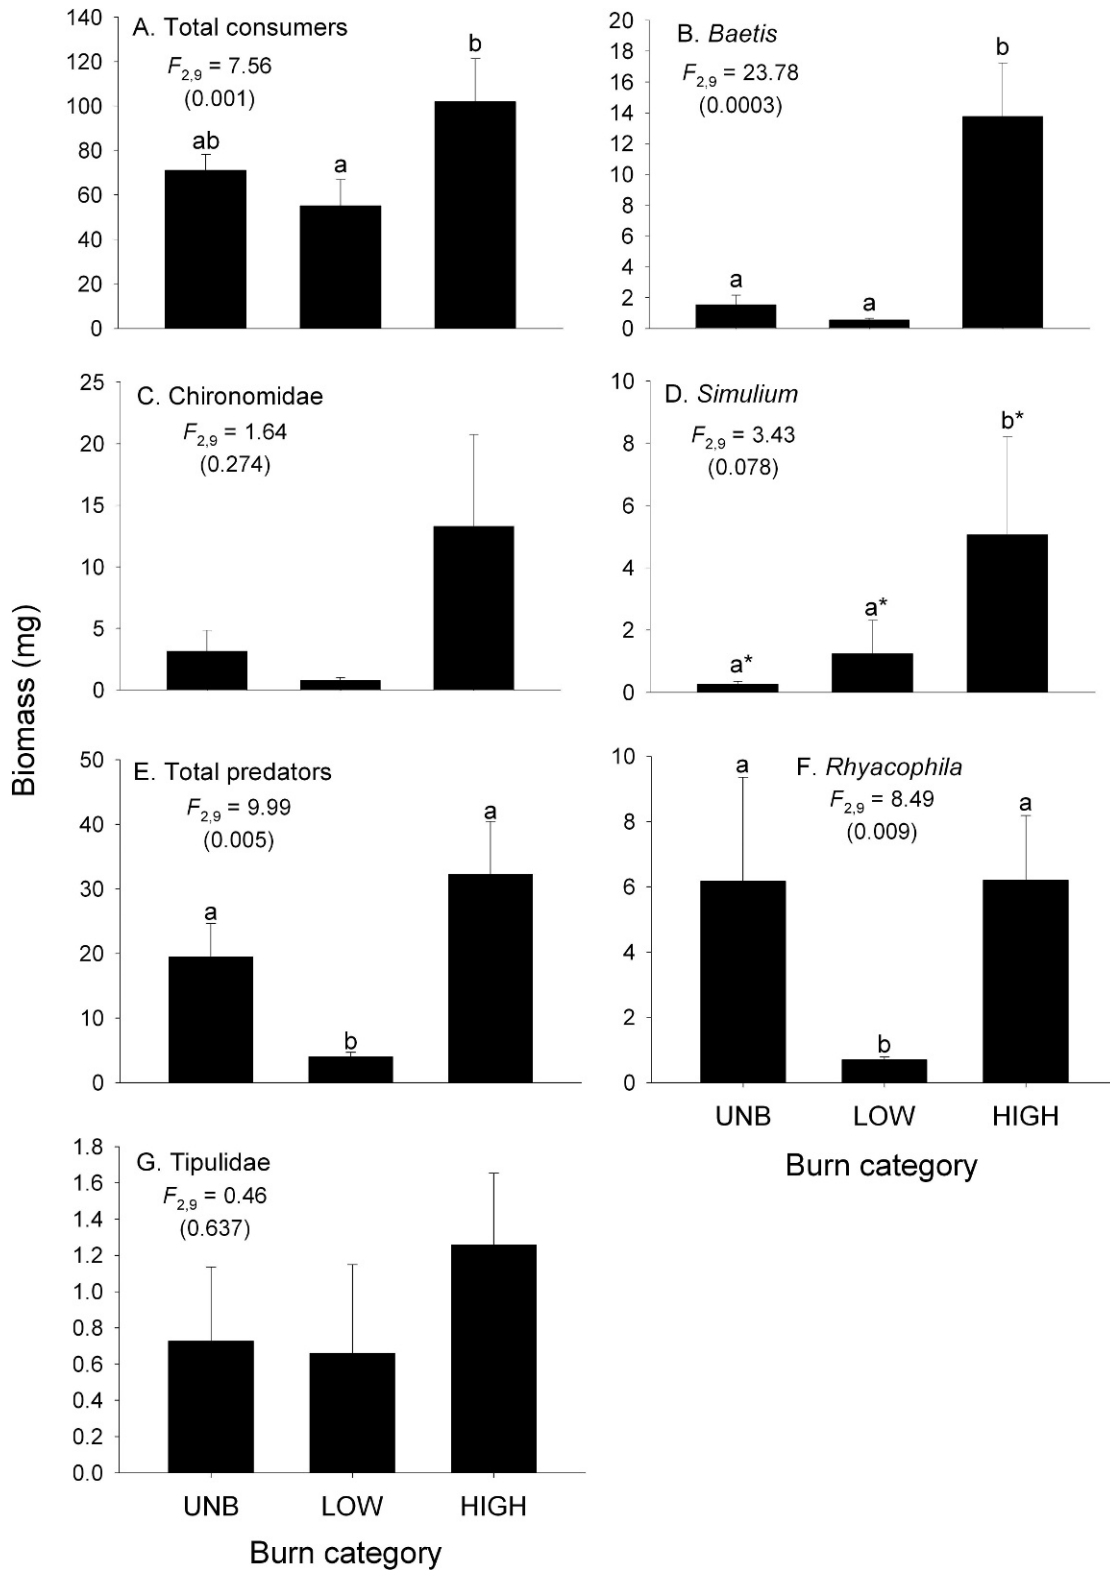 A. Total consumers
F2,9 = 7.56
(0.001)
140
120
100
80
60
40
20
0
ab
a
b
B. Baetis
F2,9 = 23.78
(0.0003)
20
18
16
14
12
10
8
6
4
2
0
a
a
b
C. Chironomidae
F2,9 = 1.64
(0.274)
25
20
15
10
5
0
D. Simulium
F2,9 = 3.43
(0.078)
10
8
6
4
2
0
a*
a*
b*
Biomass (mg)
E. Total predators
F2,9 = 9.99
(0.005)
50
40
30
20
10
0
a
b
a
F. Rhyacophila
F2,9 = 8.49
(0.009)
10
8
6
4
2
0
a
b
a
UNB LOW HIGH
Burn category
G. Tipulidae
F2,9 = 0.46
(0.637)
1.8
1.6
1.4
1.2
1.0
0.8
0.6
0.4
0.2
0.0
UNB LOW HIGH
Burn category